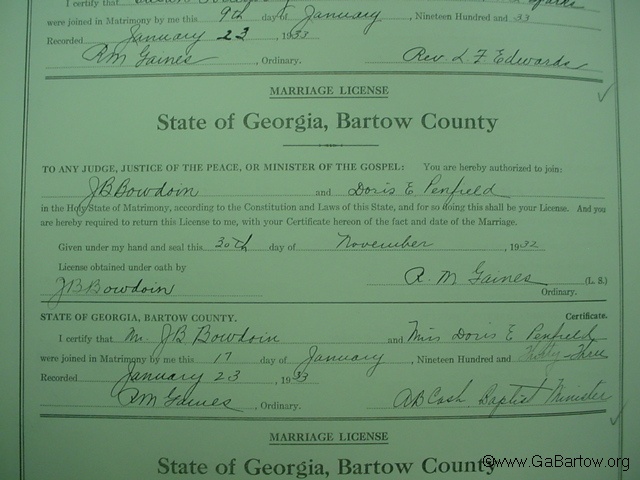 I certify that
were joined in Matrimony by me this 9th day of January , Nineteen Hundred and 33
Recorded January 23 , 1933
RM Gaines , Ordinary. Rev. L. F Edwards
MARRIAGE LICENSE
State of Georgia, Bartow County
TO ANY JUDGE, JUSTICE OF THE PEACE, OR MINISTER OF THE GOSPEL: You are hereby authorized to join:
JB Bowdoin and Doris E Penfield
in the Holy State of Matrimony, according to the Constitution and Laws of this State, and for so doing this shall be your License. And you
are hereby required to return this License to me, with your Certificate hereon of the fact and date of the Marriage.
Given under my hand and seal this 30th day of November , 1932
License obtained under oath by R. M Gaines (L. S.)
JB Bowdoin Ordinary.
STATE OF GEORGIA, BARTOW COUNTY. Certificate.
I certify that Mr. JB Bowdoin and Miss Doris E Penfield
were joined in Matrimony by me this 17 day of January , Nineteen Hundred and Thirty-Three
Recorded January 23 , 1933
RM Gaines , Ordinary. AB Cash Baptist Minister
MARRIAGE LICENSE
State of Georgia, Bartow County
©www.GaBartow.org